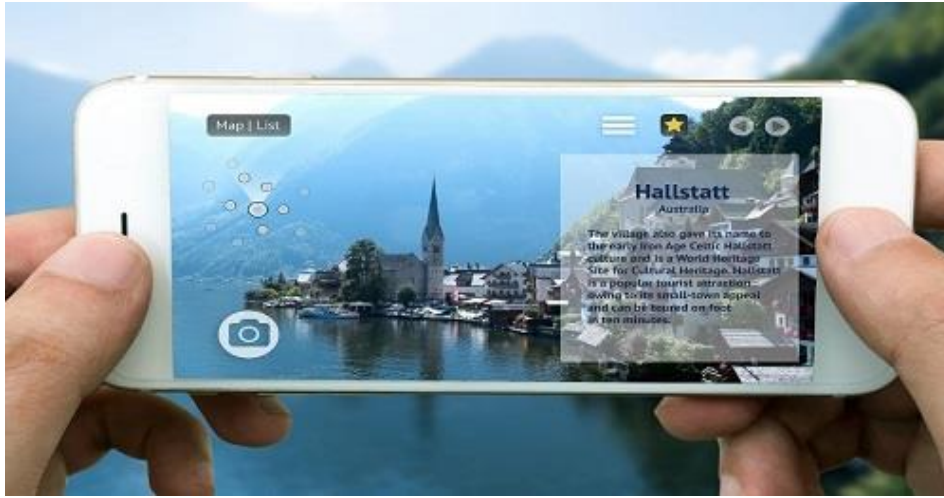 Map | List
Hallstatt
Australia
The village also gave its name to
the early Iron Age Celtic Hallstatt
culture and is a World Heritage
Site for Cultural Heritage. Hallstatt
is a popular tourist attraction
owing to its small-town appeal
and can be toured on foot
in ten minutes.